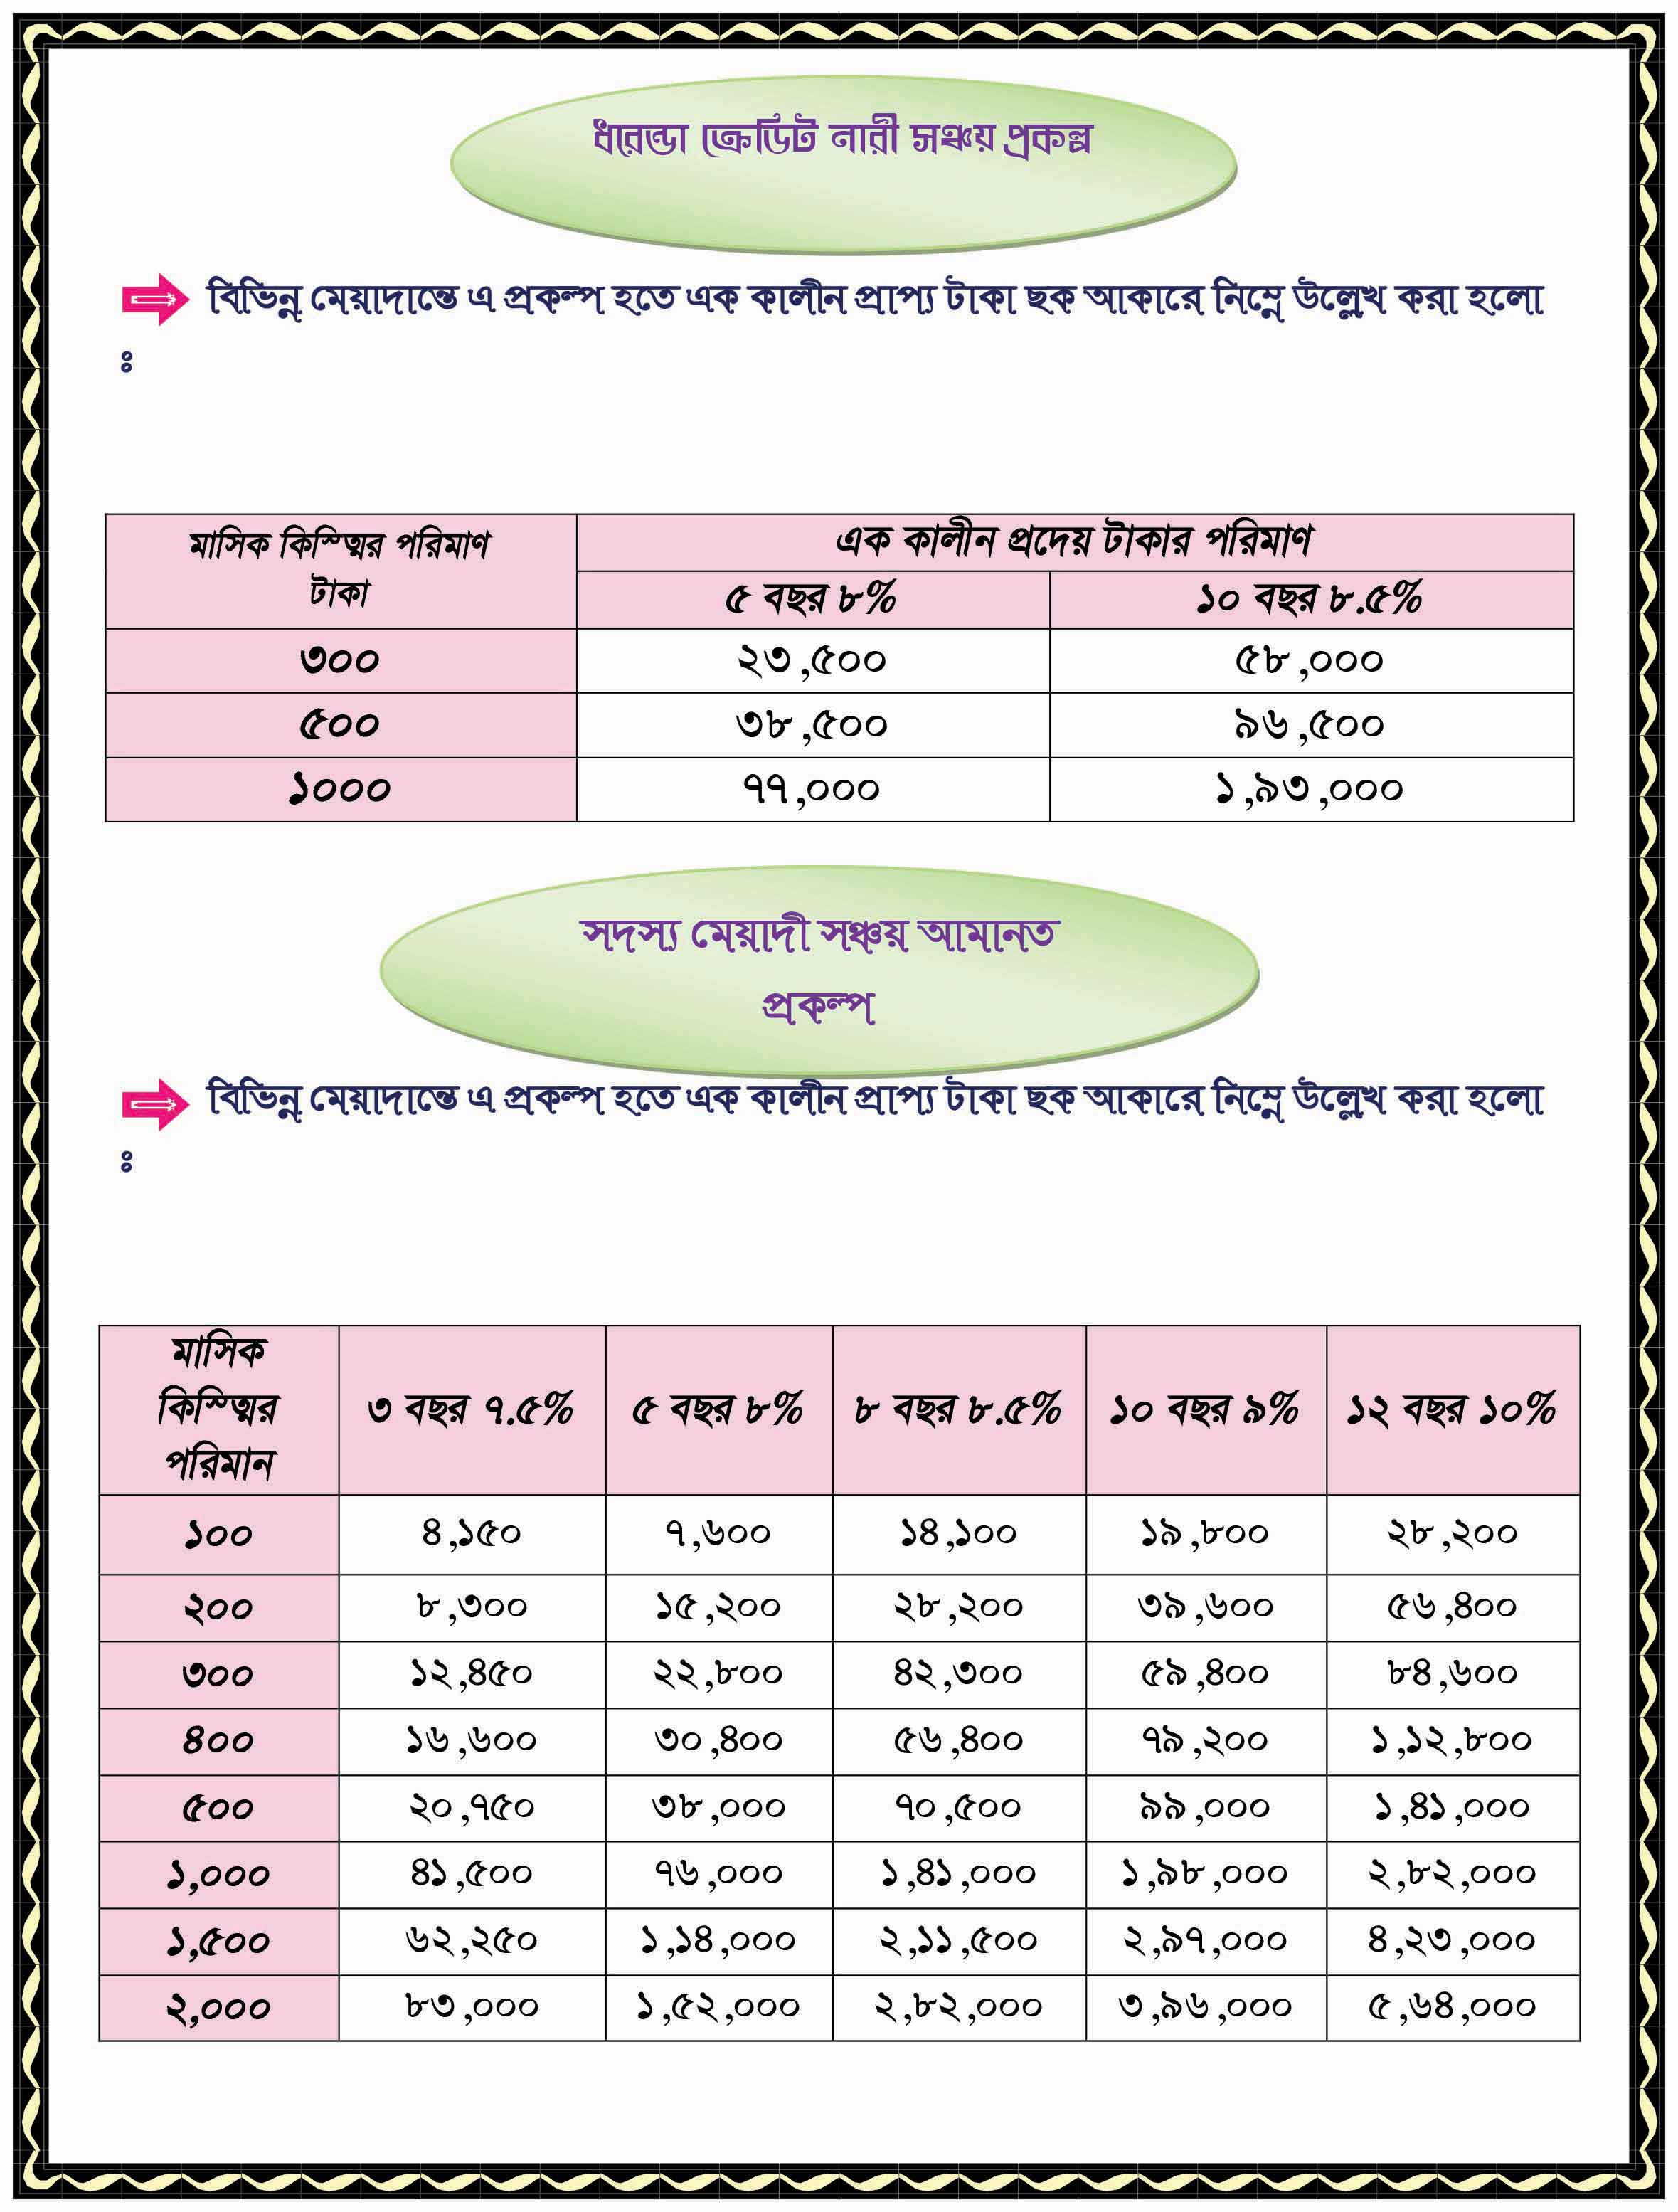 ধরেন্ডা ক্রেডিট নারী সঞ্চয় প্রকল্প
বিভিন্ন মেয়াদান্তে এ প্রকল্প হতে এক কালীন প্রাপ্য টাকা ছক আকারে নিম্নে উল্লেখ করা হলো
ঃ
মাসিক কিস্ত্মির পরিমাণ টাকা এক কালীন প্রদেয় টাকার পরিমাণ
৫ বছর ৮% ১০ বছর ৮.৫%
৩০০ ২৩,৫০০ ৫৮,০০০
৫০০ ৩৮,৫০০ ৯৬,৫০০
১০০০ ৭৭,০০০ ১,৯৩,০০০
সদস্য মেয়াদী সঞ্চয় আমানত
প্রকল্প
বিভিন্ন মেয়াদান্তে এ প্রকল্প হতে এক কালীন প্রাপ্য টাকা ছক আকারে নিম্নে উল্লেখ করা হলো
ঃ
মাসিক কিস্ত্মির পরিমান ৩ বছর ৭.৫% ৫ বছর ৮% ৮ বছর ৮.৫% ১০ বছর ৯% ১২ বছর ১০%
১০০ ৪,১৫০ ৭,৬০০ ১৪,১০০ ১৯,৮০০ ২৮,২০০
২০০ ৮,৩০০ ১৫,২০০ ২৮,২০০ ৩৯,৬০০ ৫৬,৪০০
৩০০ ১২,৪৫০ ২২,৮০০ ৪২,৩০০ ৫৯,৪০০ ৮৪,৬০০
৪০০ ১৬,৬০০ ৩০,৪০০ ৫৬,৪০০ ৭৯,২০০ ১,১২,৮০০
৫০০ ২০,৭৫০ ৩৮,০০০ ৭০,৫০০ ৯৯,০০০ ১,৪১,০০০
১,০০০ ৪১,৫০০ ৭৬,০০০ ১,৪১,০০০ ১,৯৮,০০০ ২,৮২,০০০
১,৫০০ ৬২,২৫০ ১,১৪,০০০ ২,১১,৫০০ ২,৯৭,০০০ ৪,২৩,০০০
২,০০০ ৮৩,০০০ ১,৫২,০০০ ২,৮২,০০০ ৩,৯৬,০০০ ৫,৬৪,০০০